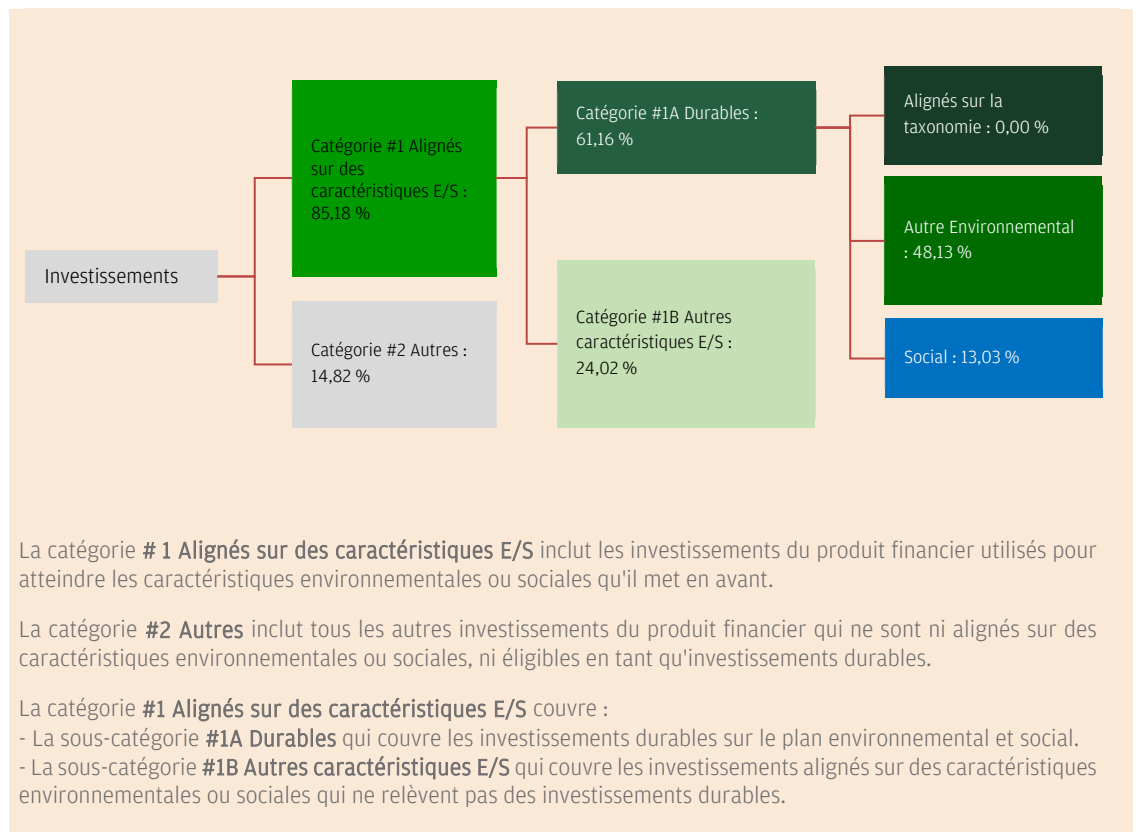 Investissements
Catégorie #1 Alignés
sur des
caractéristiques E/S :
85,18 %
Catégorie #2 Autres :
14,82 %
Catégorie #1A Durables :
61,16 %
Catégorie #1B Autres
caractéristiques E/S :
24,02 %
Alignés sur la
taxonomie : 0,00 %
Autre Environnemental
: 48,13 %
Social : 13,03 %
La catégorie # 1 Alignés sur des caractéristiques E/S inclut les investissements du produit financier utilisés pour
atteindre les caractéristiques environnementales ou sociales qu'il met en avant.
La catégorie #2 Autres inclut tous les autres investissements du produit financier qui ne sont ni alignés sur des
caractéristiques environnementales ou sociales, ni éligibles en tant qu'investissements durables.
La catégorie #1 Alignés sur des caractéristiques E/S couvre :
- La sous-catégorie #1A Durables qui couvre les investissements durables sur le plan environnemental et social.
- La sous-catégorie #1B Autres caractéristiques E/S qui couvre les investissements alignés sur des caractéristiques
environnementales ou sociales qui ne relèvent pas des investissements durables.